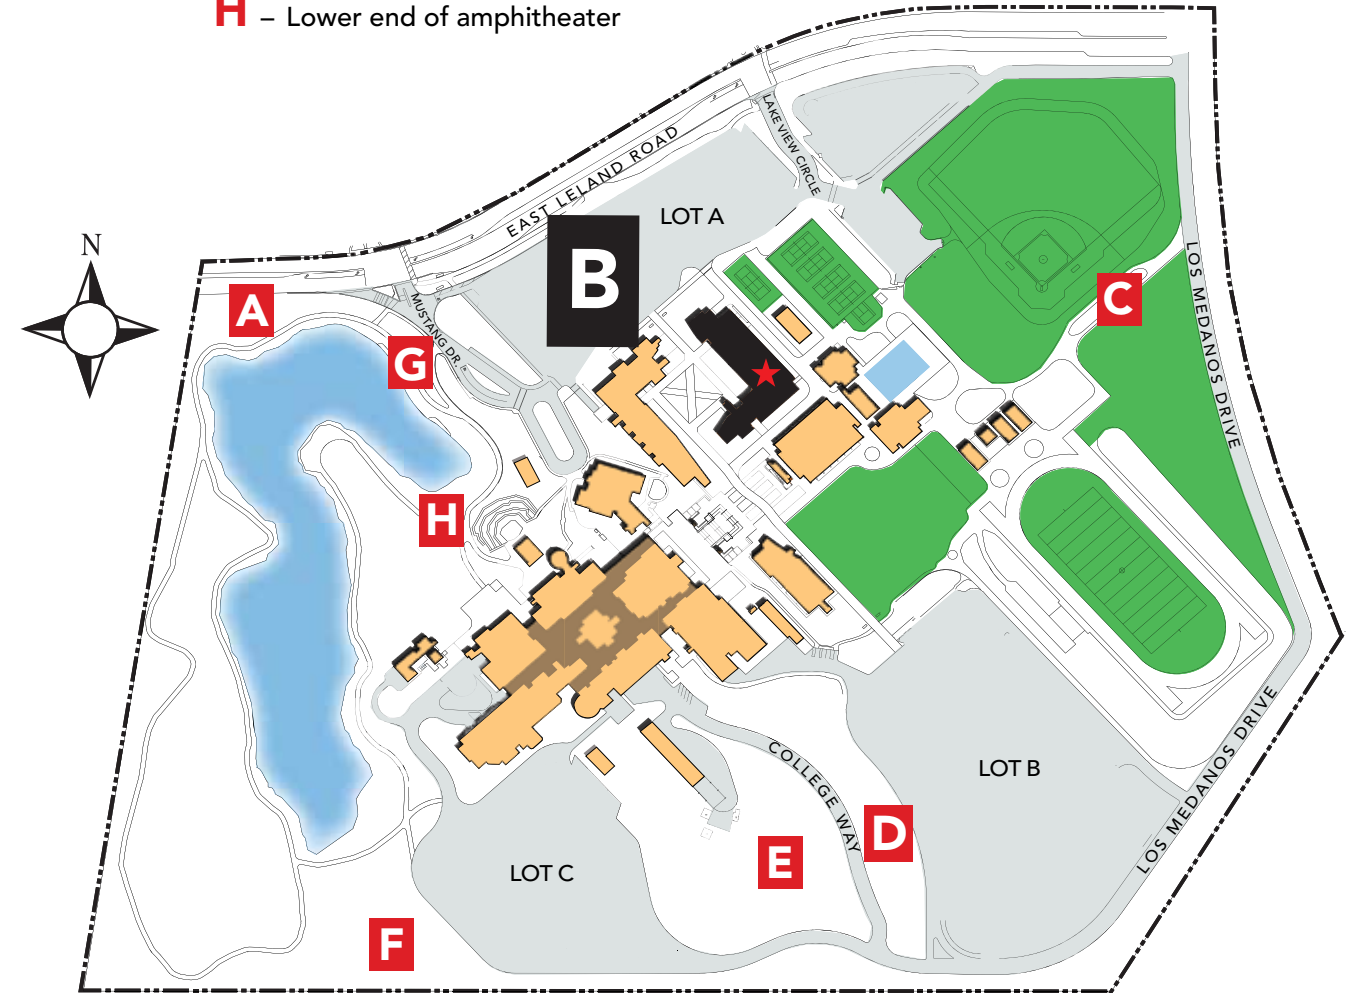 H – Lower end of amphitheater
EAST LELAND ROAD
LAKE VIEW CIRCLE
LOT A
N
B
LOS MEDANOS DRIVE
A
C
MUSTANG DR.
G
H
LOS MEDANOS DRIVE
COLLEGE WAY
LOT B
D
E
LOT C
F